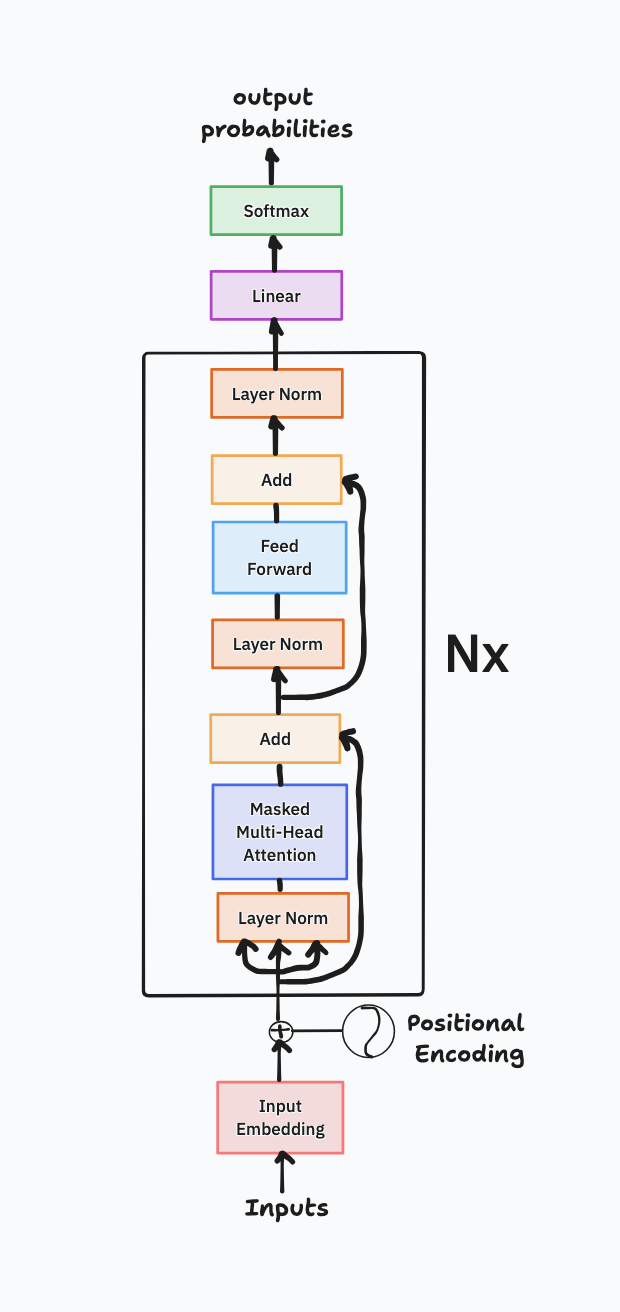 output
probabilities
Softmax
Linear
Layer Norm
Add
Feed
Forward
Layer Norm
Nx
Add
Masked
Multi-Head
Attention
Layer Norm
Positional
Encoding
Input
Embedding
Inputs